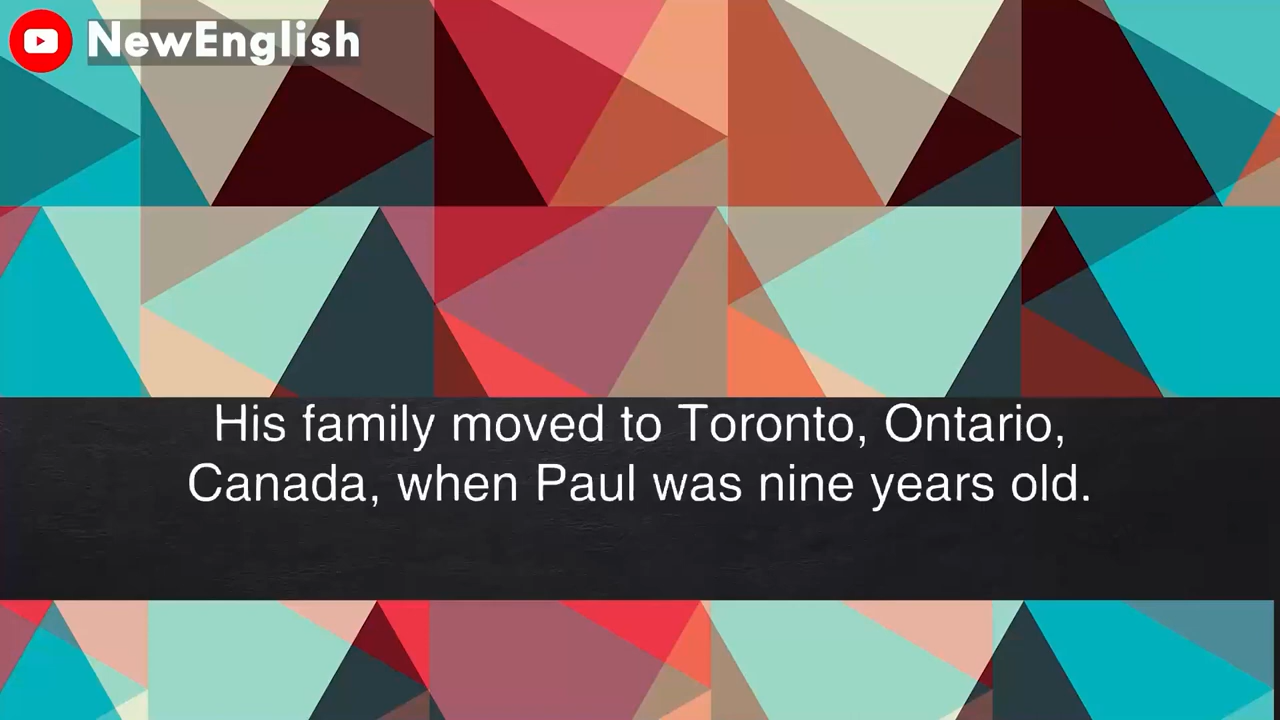 NewEnglish
His family moved to Toronto, Ontario,
Canada, when Paul was nine years old.